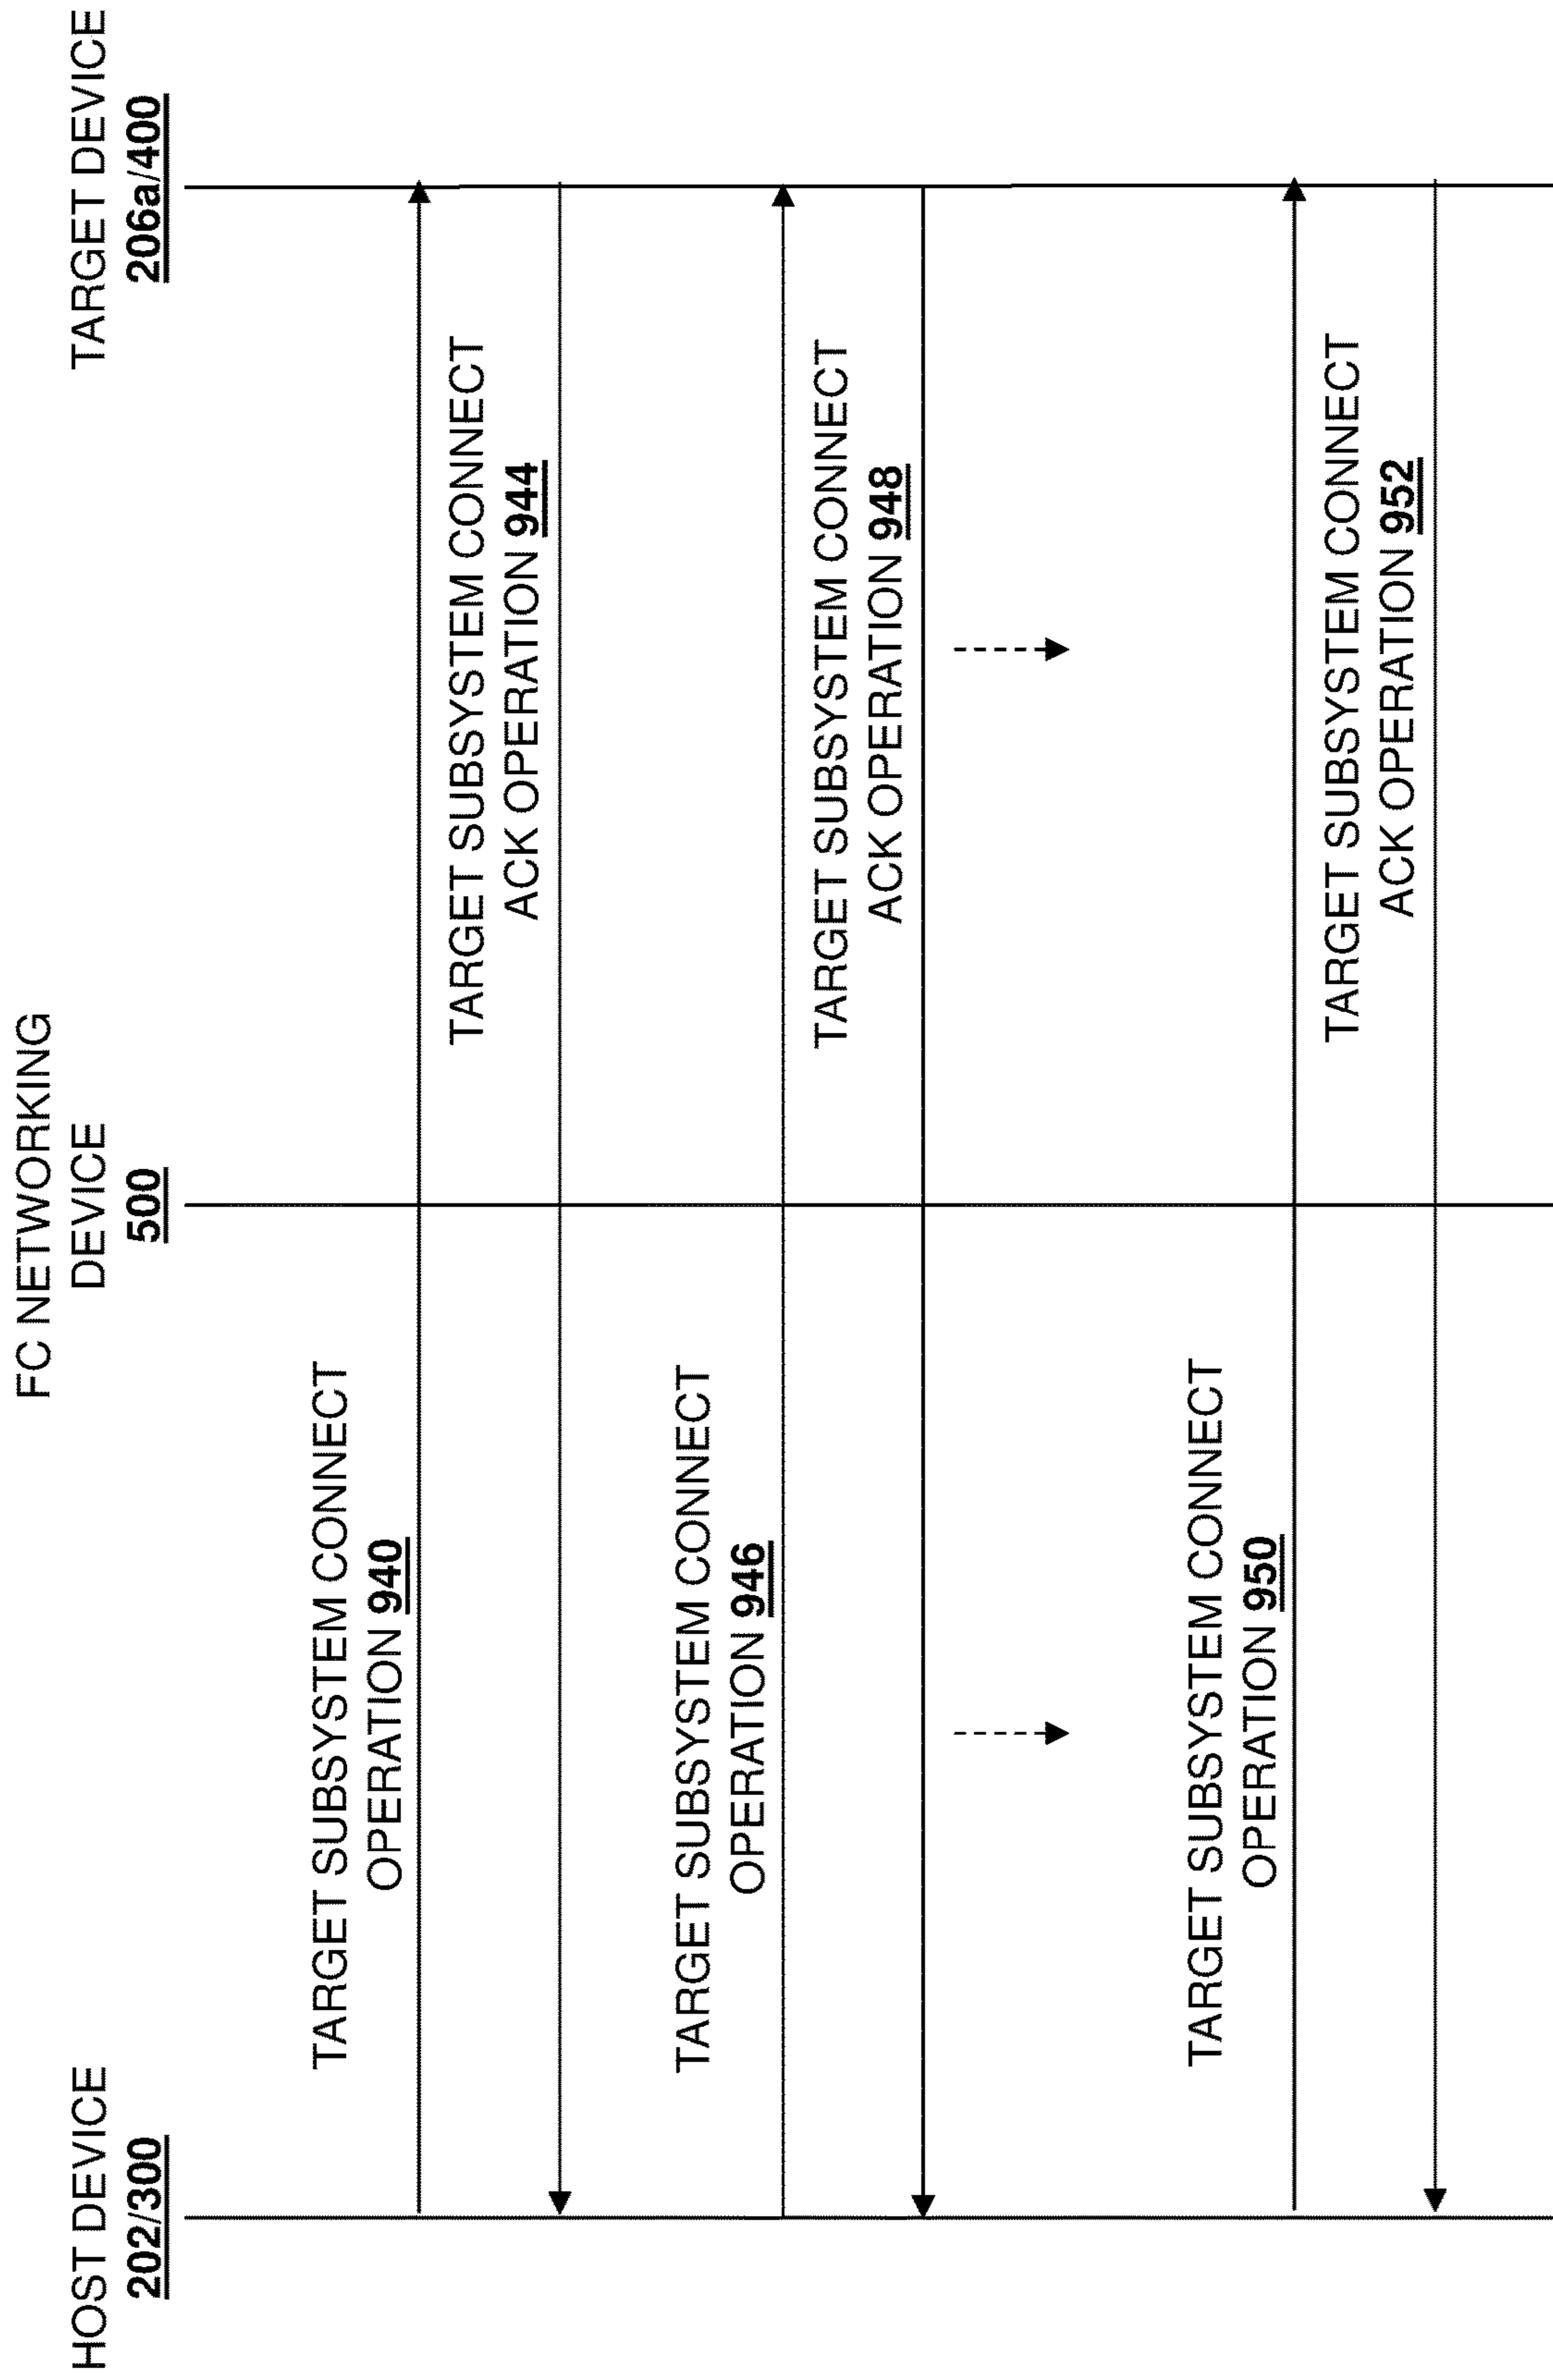 HOST DEVICE
202/300
FC NETWORKING
DEVICE
500
TARGET DEVICE
206a/400
TARGET SUBSYSTEM CONNECT
OPERATION 940
TARGET SUBSYSTEM CONNECT
ACK OPERATION 944
TARGET SUBSYSTEM CONNECT
OPERATION 946
TARGET SUBSYSTEM CONNECT
ACK OPERATION 948
TARGET SUBSYSTEM CONNECT
OPERATION 950
TARGET SUBSYSTEM CONNECT
ACK OPERATION 952